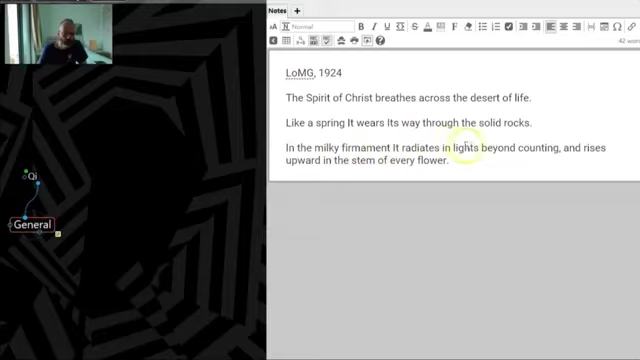 Notes +
Normal
42 wor
LoMG, 1924
The Spirit of Christ breathes across the desert of life.
Like a spring It wears Its way through the solid rocks.
In the milky firmament It radiates in lights beyond counting, and rises
upward in the stem of every flower.
Qi
General